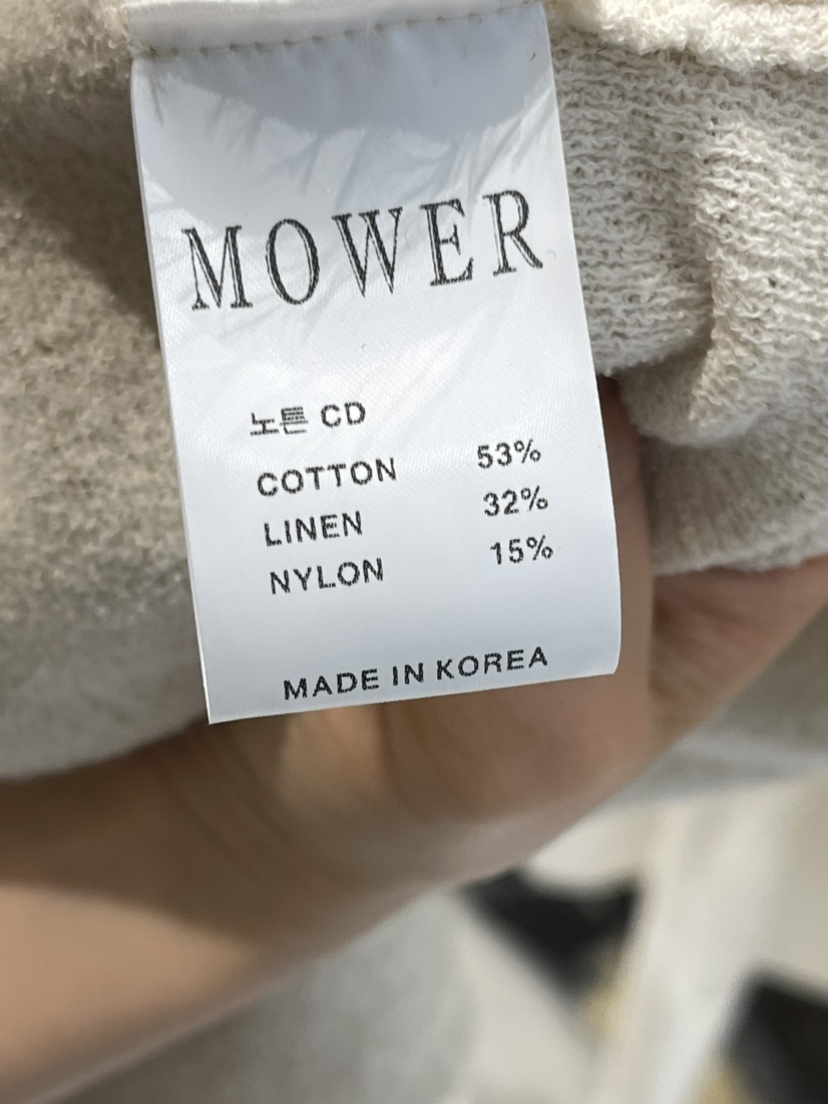 MOWER
노튼 CD
COTTON 53%
LINEN 32%
NYLON 15%
MADE IN KOREA